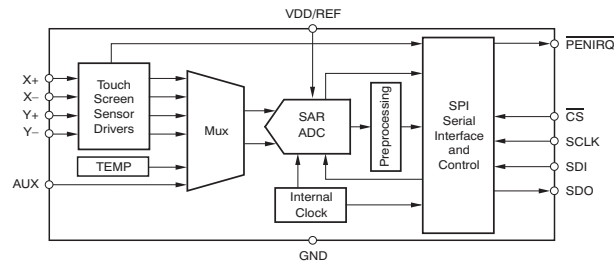 VDD/REF
PENIRQ
X+
X–
Y+
Y–
Touch
Screen
Sensor
Drivers
Mux
SAR
ADC
Preprocessing
SPI
Serial
Interface
and
Control
CS
SCLK
SDI
SDO
TEMP
AUX
Internal
Clock
GND